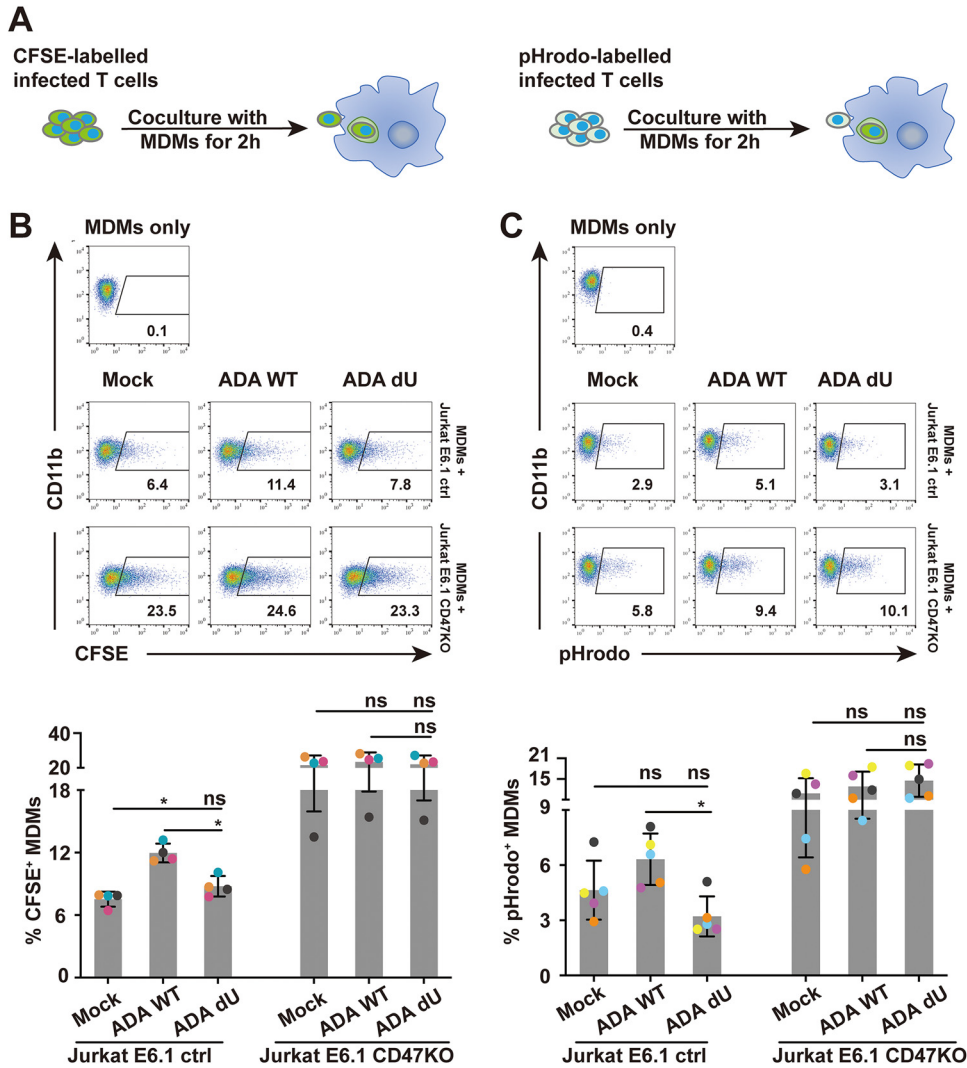 A
CFSE-labelled
infected T cells
Coculture with
MDMs for 2h
pHrodo-labelled
infected T cells
Coculture with
MDMs for 2h
B
MDMs only
0.1
Mock
ADA WT
ADA dU
6.4
11.4
7.8
MDMs +
Jurkat E6.1 ctrl
23.5
24.6
23.3
MDMs +
Jurkat E6.1 CD47KO
CD11b
CFSE
C
MDMs only
0.4
Mock
ADA WT
ADA dU
2.9
5.1
3.1
MDMs +
Jurkat E6.1 ctrl
5.8
9.4
10.1
MDMs +
Jurkat E6.1 CD47KO
CD11b
pHrodo
% CFSE+ MDMs
40
20
18
12
6
0
* ns
*
ns ns
ns
Mock
ADA WT
ADA dU
Mock
ADA WT
ADA dU
Jurkat E6.1 ctrl
Jurkat E6.1 CD47KO
% pHrodo+ MDMs
21
15
9
6
3
0
ns ns
*
ns ns
ns
Mock
ADA WT
ADA dU
Mock
ADA WT
ADA dU
Jurkat E6.1 ctrl
Jurkat E6.1 CD47KO